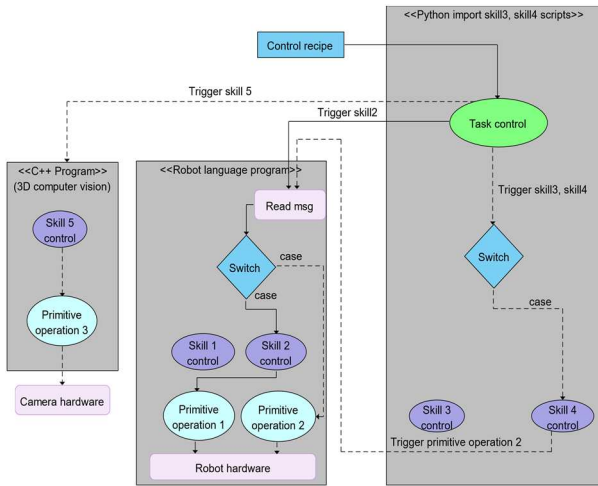 <<Python import skill3, skill4 scripts>>
Control recipe
Trigger skill 5
Trigger skill2
Task control
<<C++ Program>>
(3D computer vision)
<<Robot language program>>
Trigger skill3, skill4
Read msg
Skill 5
control
Switch
case
case
Switch
case
Primitive
operation 3
Skill 1
control
Skill 2
control
Camera hardware
Primitive
operation 1
Primitive
operation 2
Skill 3
control
Skill 4
control
Trigger primitive operation 2
Robot hardware